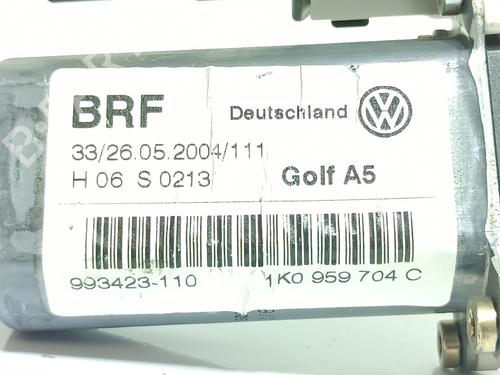 BRF Deutschland
33/26.05.2004/111
H 06 S 0213 Golf A5
993423-110 1K0 959 704 C